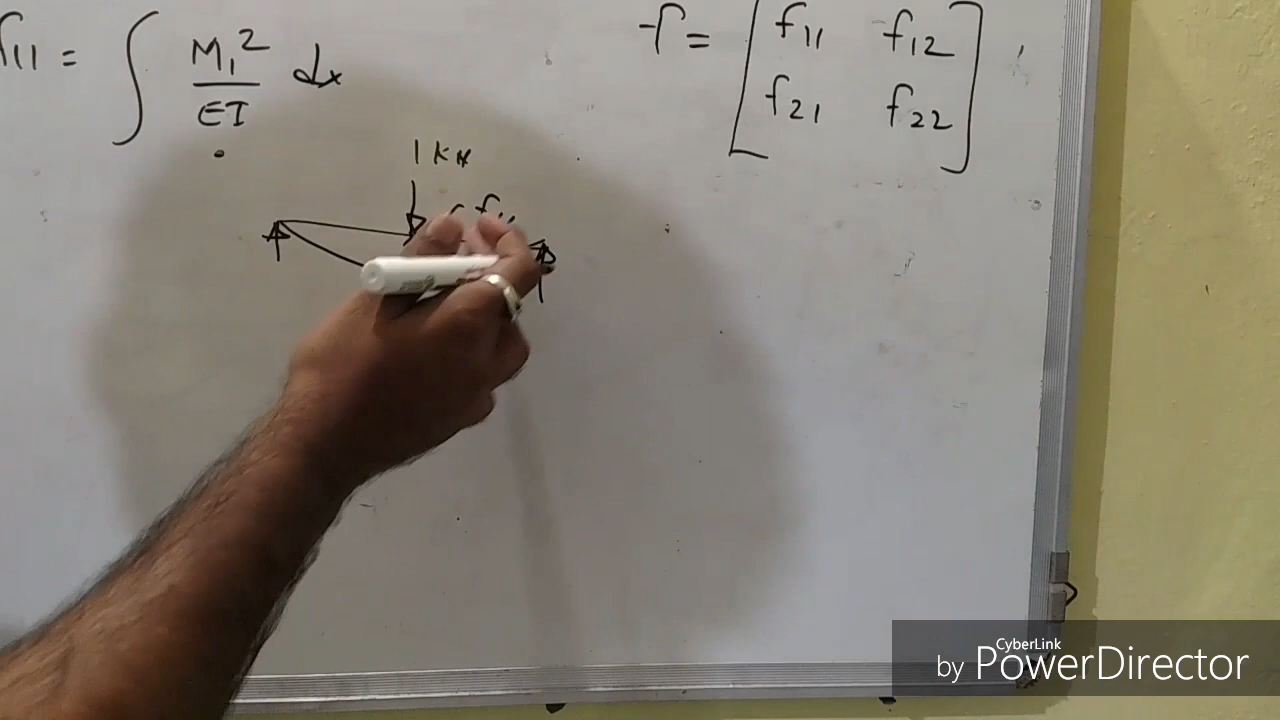 f11 = ∫ M₁² / EI dx
f = [ f11 f12
f21 f22 ]
1 KN
f11
CyberLink
by PowerDirector